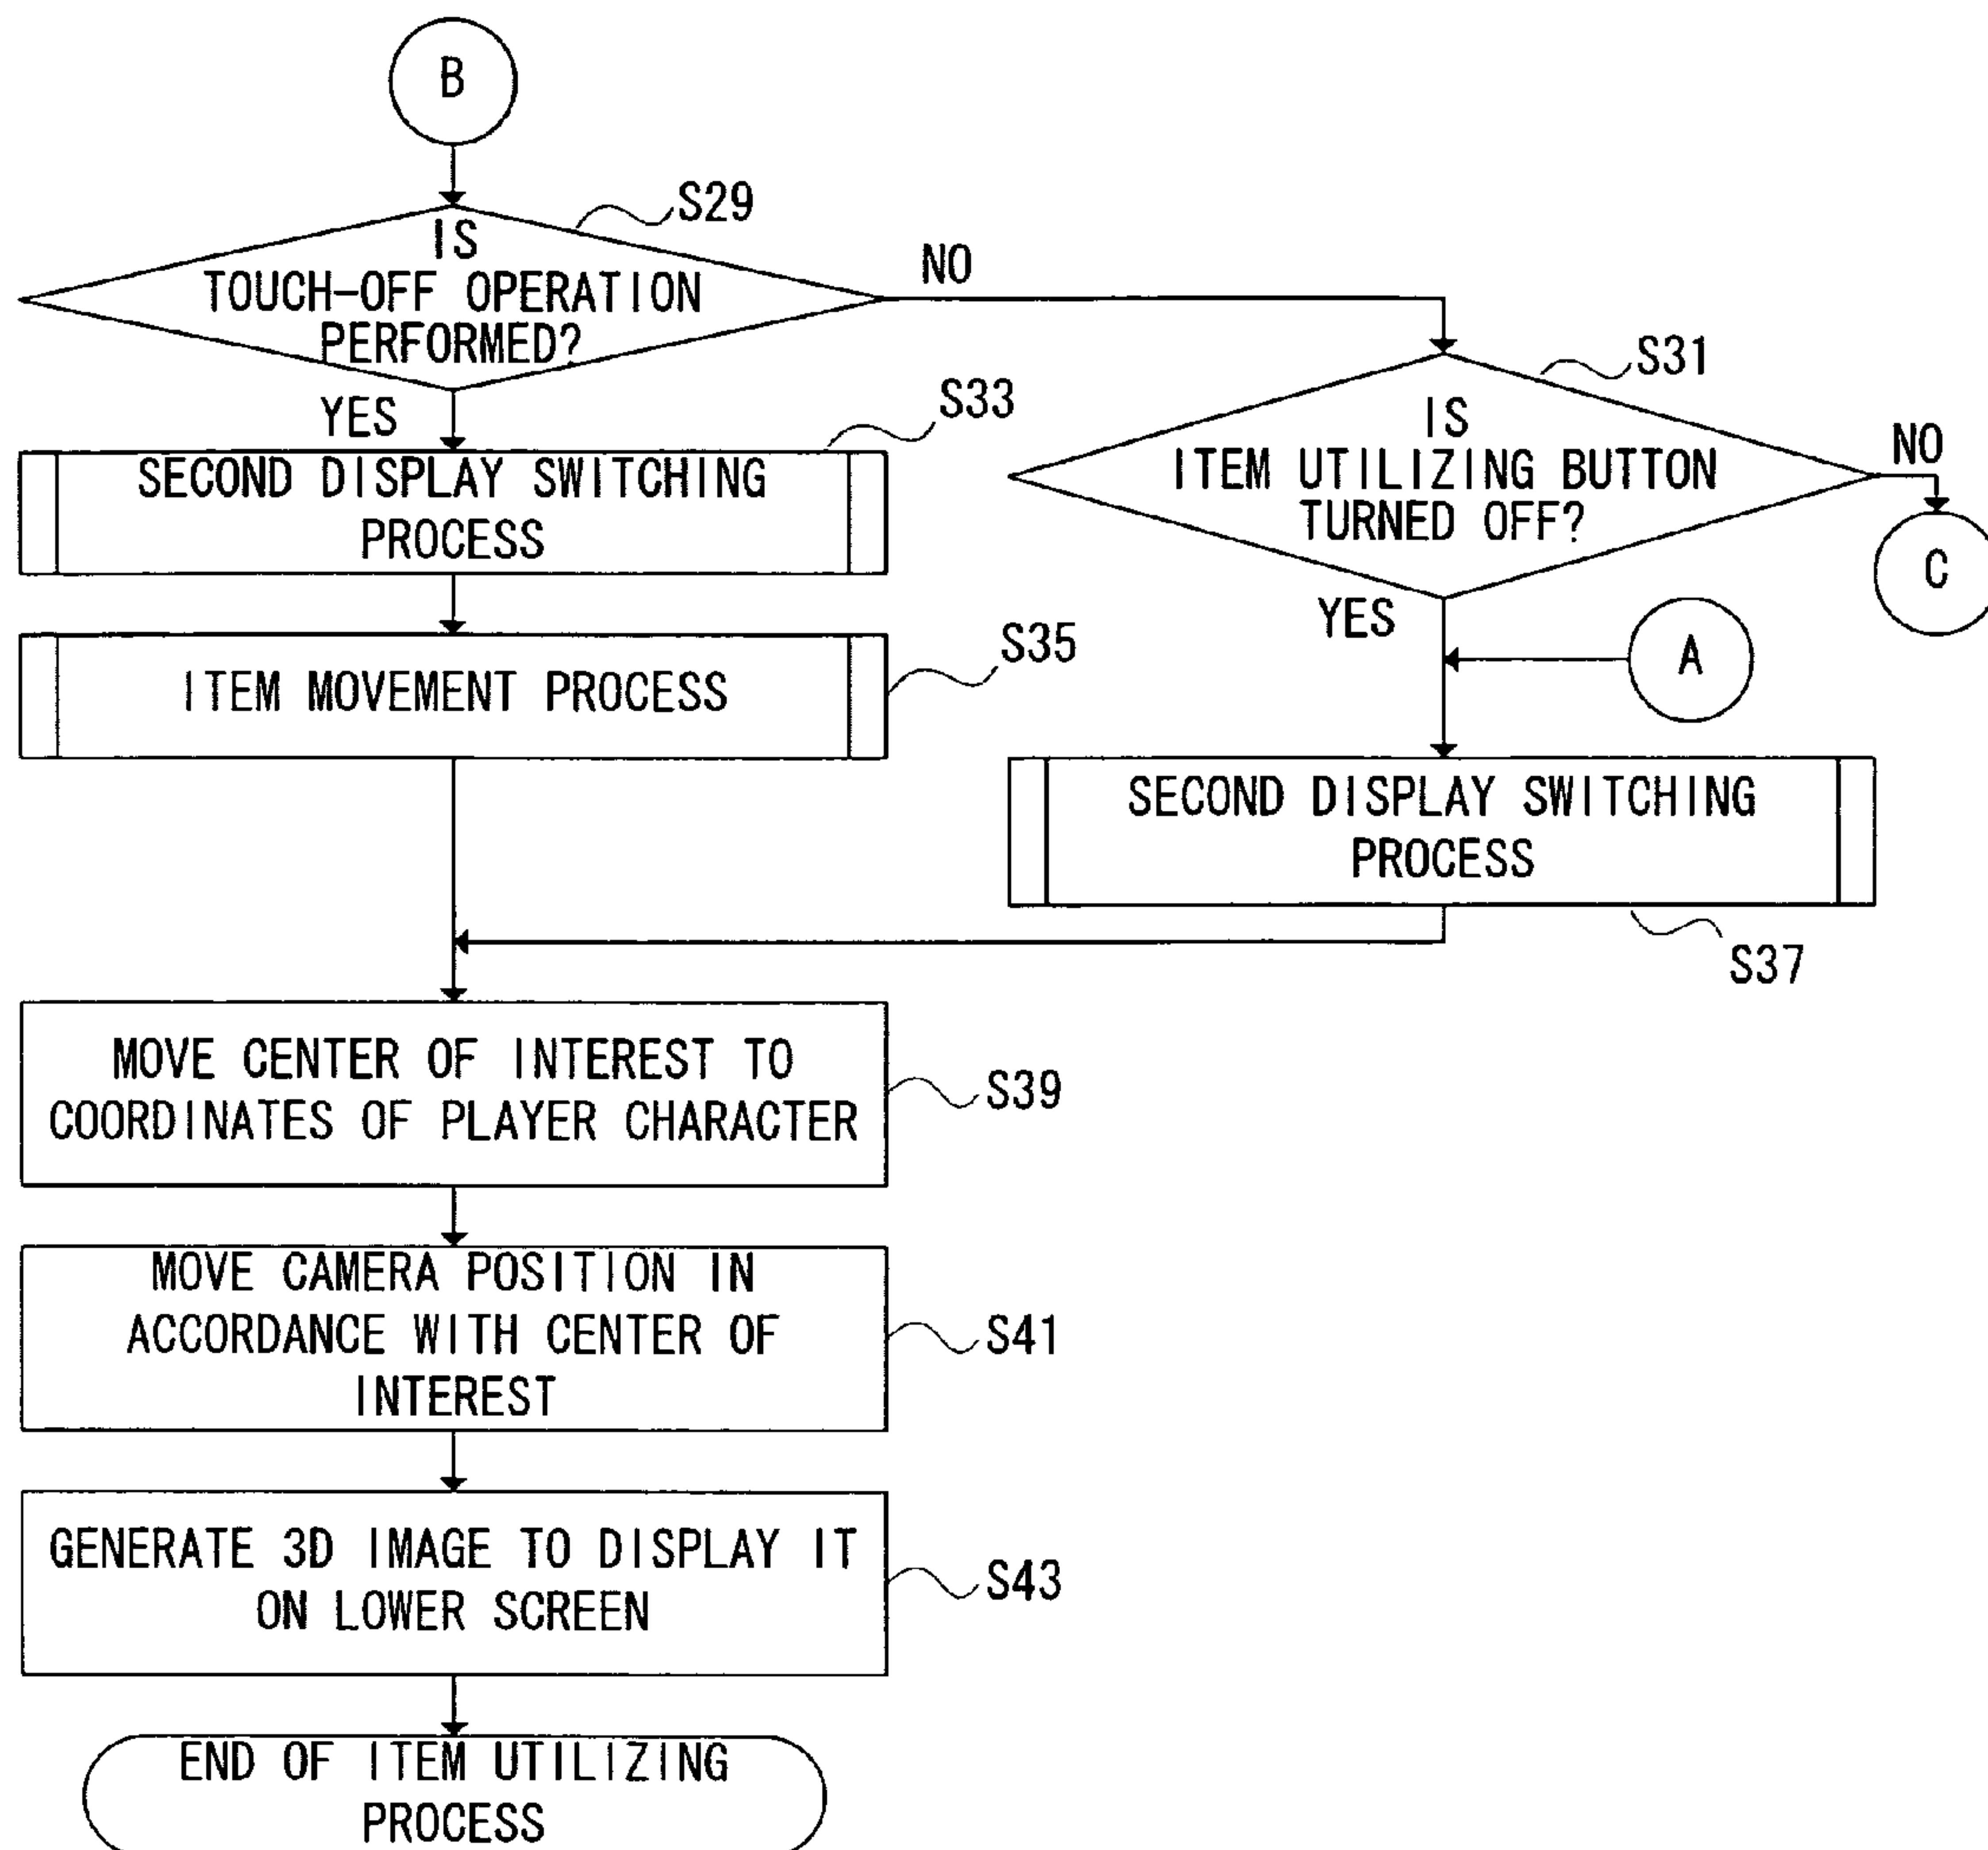 B
S29
IS
TOUCH-OFF OPERATION
PERFORMED?
NO
YES
S31
IS
ITEM UTILIZING BUTTON
TURNED OFF?
NO
C
YES
A
S33
SECOND DISPLAY SWITCHING
PROCESS
S35
ITEM MOVEMENT PROCESS
SECOND DISPLAY SWITCHING
PROCESS
S37
MOVE CENTER OF INTEREST TO
COORDINATES OF PLAYER CHARACTER
S39
MOVE CAMERA POSITION IN
ACCORDANCE WITH CENTER OF
INTEREST
S41
GENERATE 3D IMAGE TO DISPLAY IT
ON LOWER SCREEN
S43
END OF ITEM UTILIZING
PROCESS